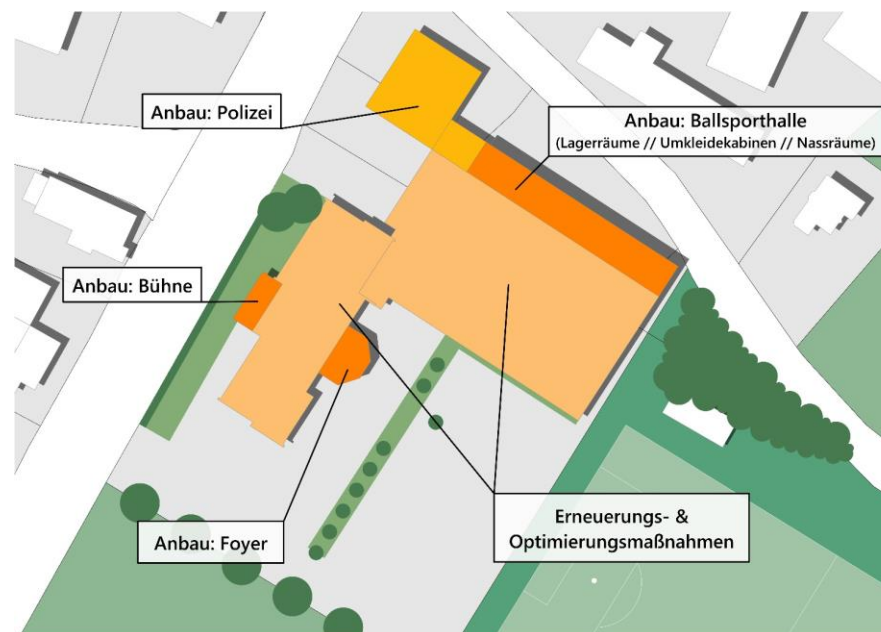 Anbau: Polizei
Anbau: Ballsporthalle
(Lagerräume // Umkleidekabinen // Nassräume)
Anbau: Bühne
Anbau: Foyer
Erneuerungs- &
Optimierungsmaßnahmen